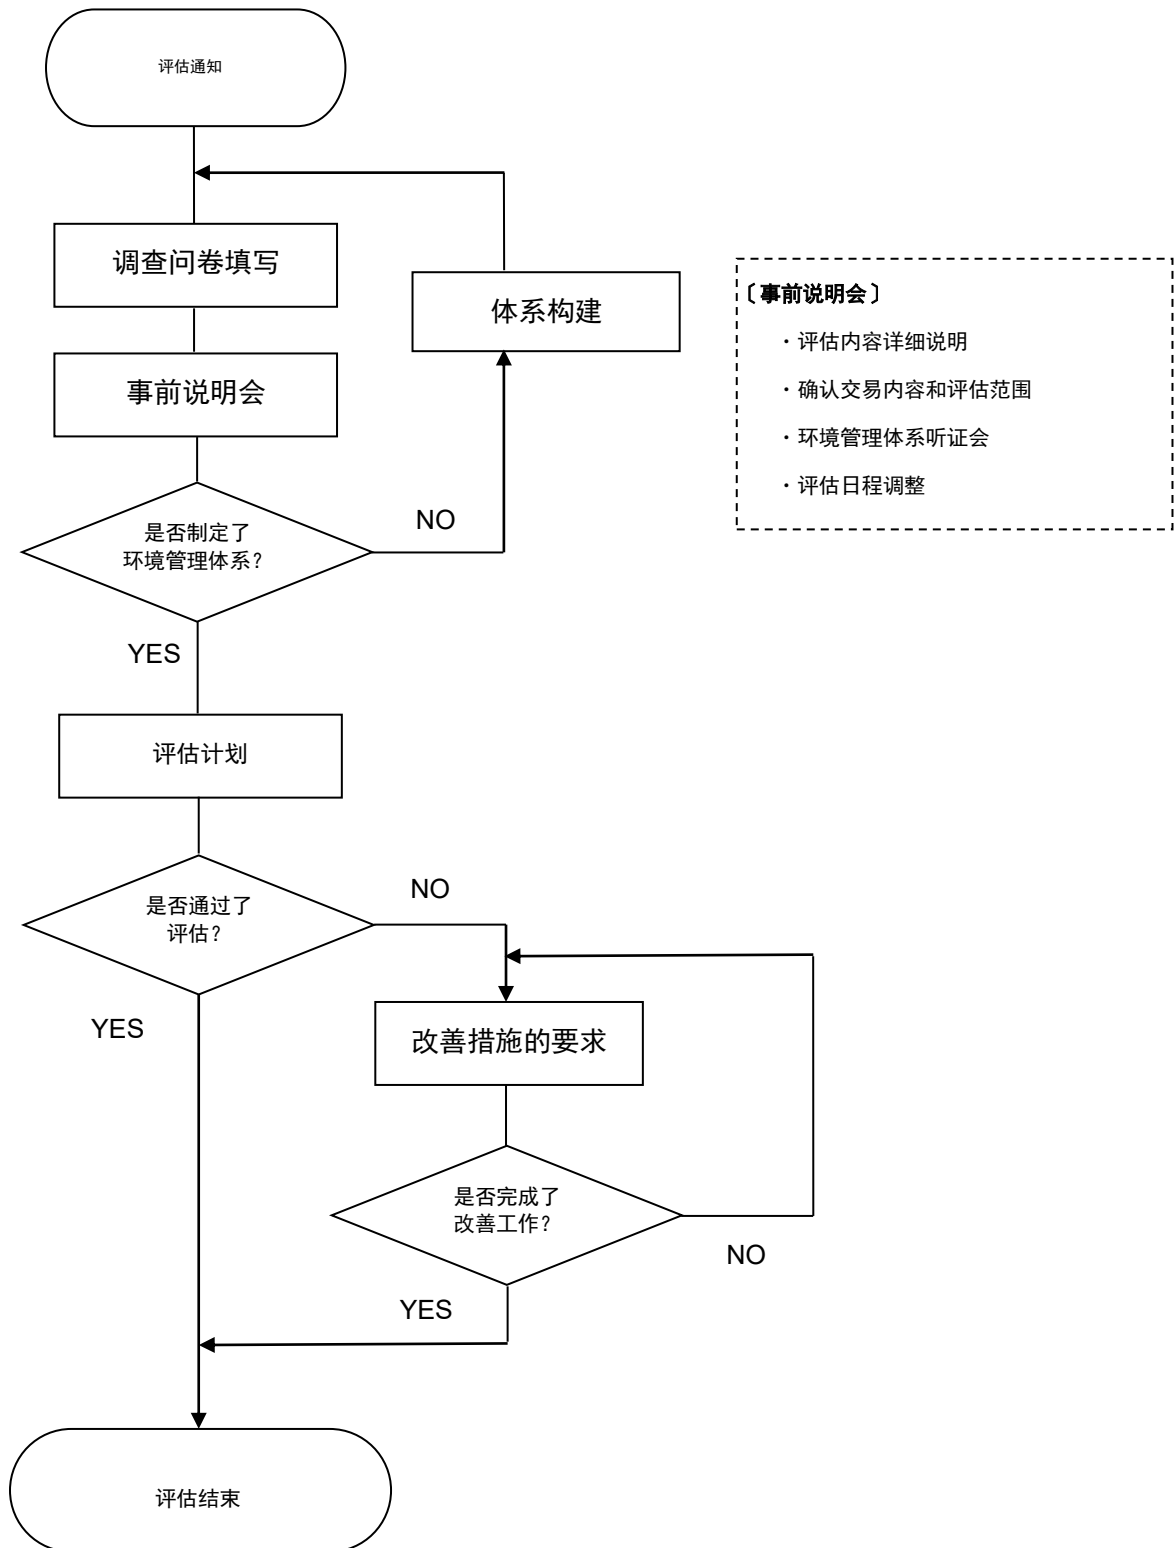 评估通知
调查问卷填写
体系构建
〔事前说明会〕
・评估内容详细说明
事前说明会
・确认交易内容和评估范围
・环境管理体系听证会
・评估日程调整
是否制定了
环境管理体系？
NO
YES
评估计划
是否通过了
评估？
NO
YES
改善措施的要求
是否完成了
改善工作？
NO
YES
评估结束